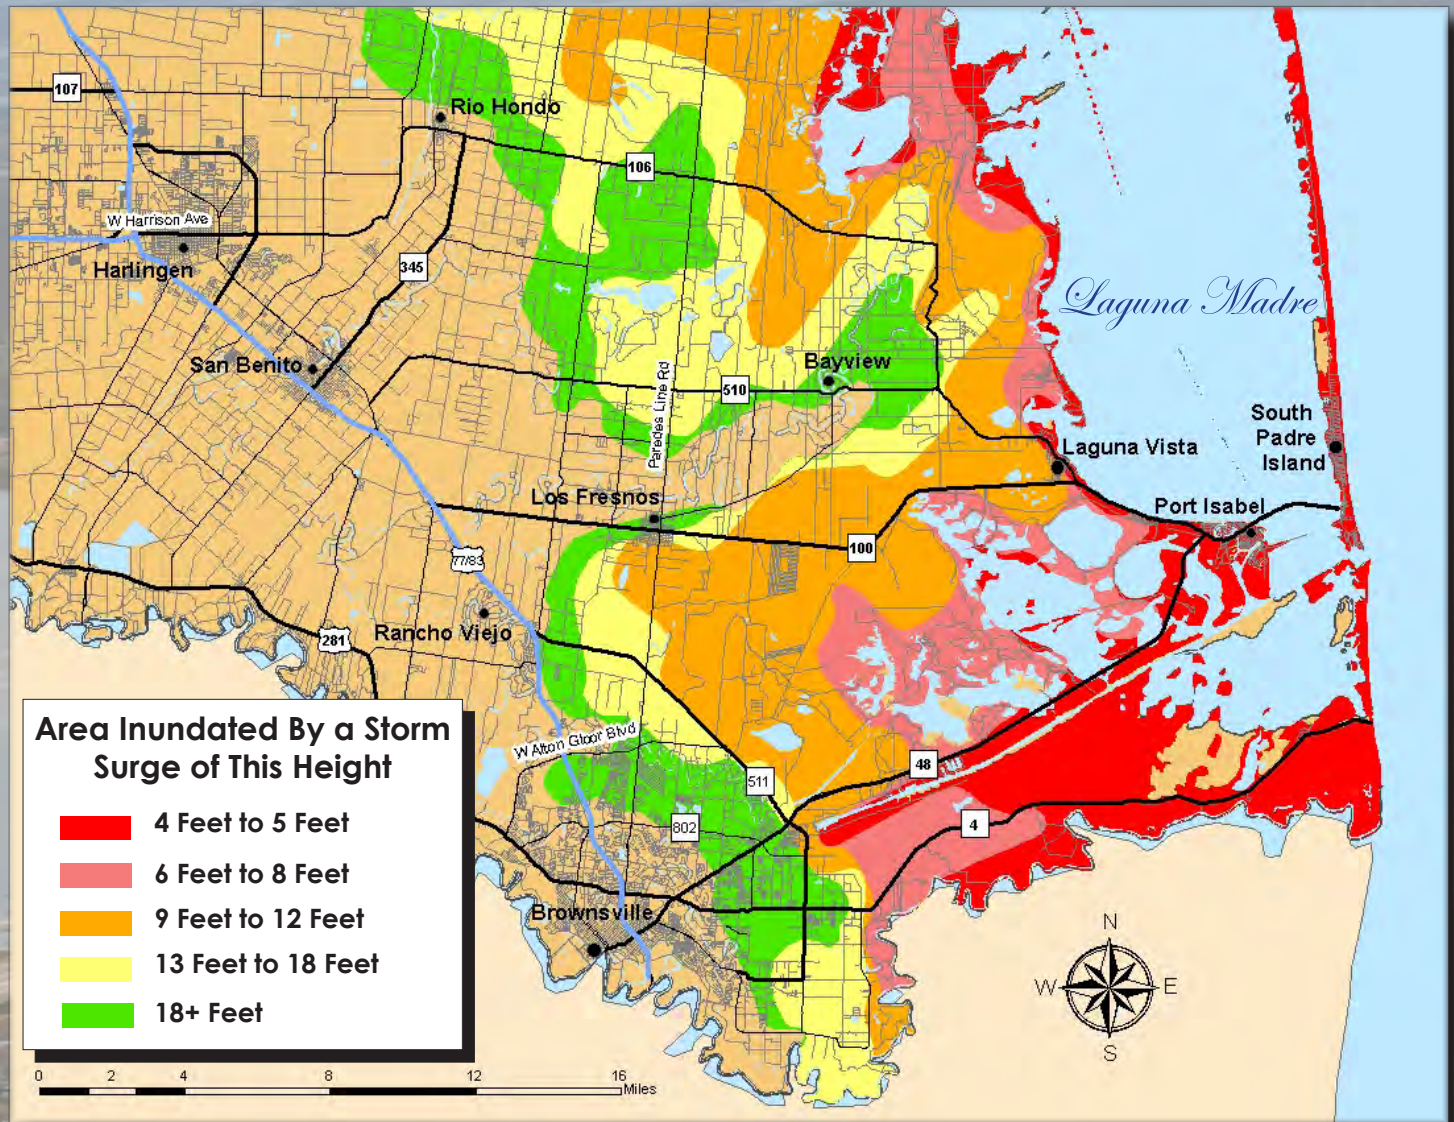 107
Rio Hondo
106
W Harrison Ave
Harlingen
345
Laguna Madre
San Benito
Paredes Line Rd
510
Bayview
South
Padre
Island
Laguna Vista
Los Fresnos
Port Isabel
100
77/83
Rancho Viejo
281
W Alton Gloor Blvd
48
511
802
4
Brownsville
Area Inundated By a Storm
Surge of This Height
4 Feet to 5 Feet
6 Feet to 8 Feet
9 Feet to 12 Feet
13 Feet to 18 Feet
18+ Feet
N
W E
S
0 2 4 8 12 16
Miles